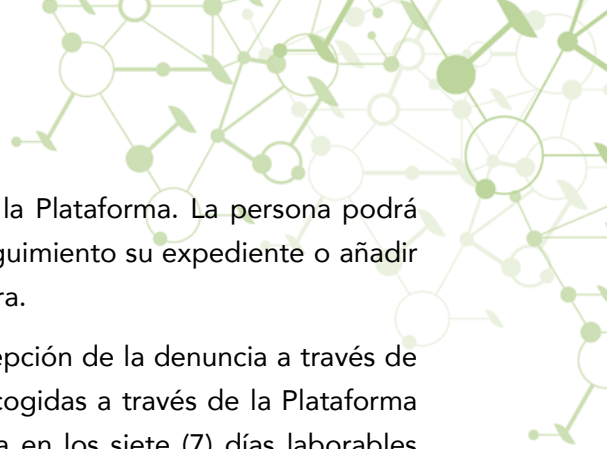 la Plataforma. La persona podrá
guimiento su expediente o añadir
ra.
epción de la denuncia a través de
cogidas a través de la Plataforma
a en los siete (7) días laborables